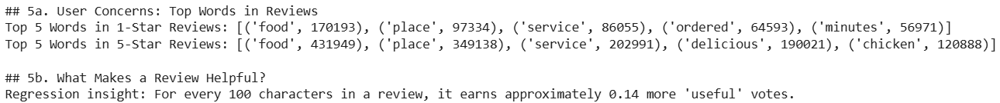 ## 5a. User Concerns: Top Words in Reviews
Top 5 Words in 1-Star Reviews: [('food', 170193), ('place', 97334), ('service', 86055), ('ordered', 64593), ('minutes', 56971)]
Top 5 Words in 5-Star Reviews: [('food', 431949), ('place', 349138), ('service', 202991), ('delicious', 190021), ('chicken', 120888)]
## 5b. What Makes a Review Helpful?
Regression insight: For every 100 characters in a review, it earns approximately 0.14 more 'useful' votes.